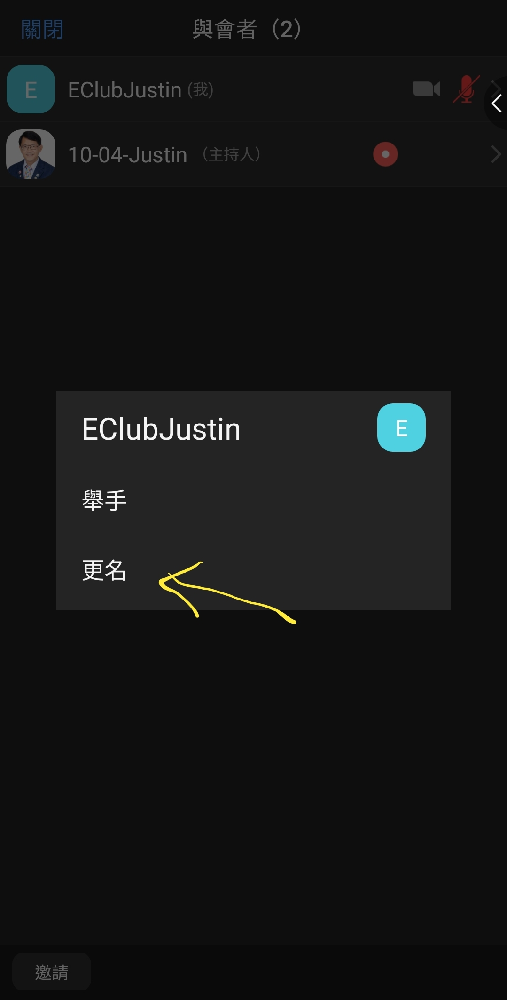 關閉
與會者（2）
E
EClubJustin (我)
10-04-Justin （主持人）
EClubJustin
E
舉手
更名
邀請